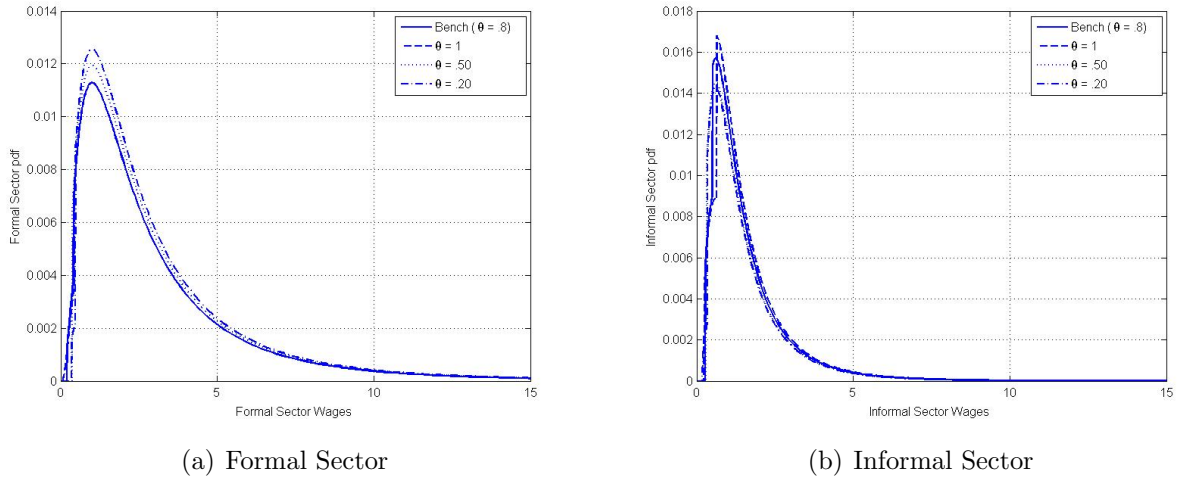 0.014
0.012
0.01
0.008
0.006
0.004
0.002
0
Formal Sector pdf
Bench ( θ = .8)
θ = 1
θ = .50
θ = .20
0
5
10
15
Formal Sector Wages
(a) Formal Sector
0.018
0.016
0.014
0.012
0.01
0.008
0.006
0.004
0.002
0
Informal Sector pdf
Bench ( θ = .8)
θ = 1
θ = .50
θ = .20
0
5
10
15
Informal Sector Wages
(b) Informal Sector